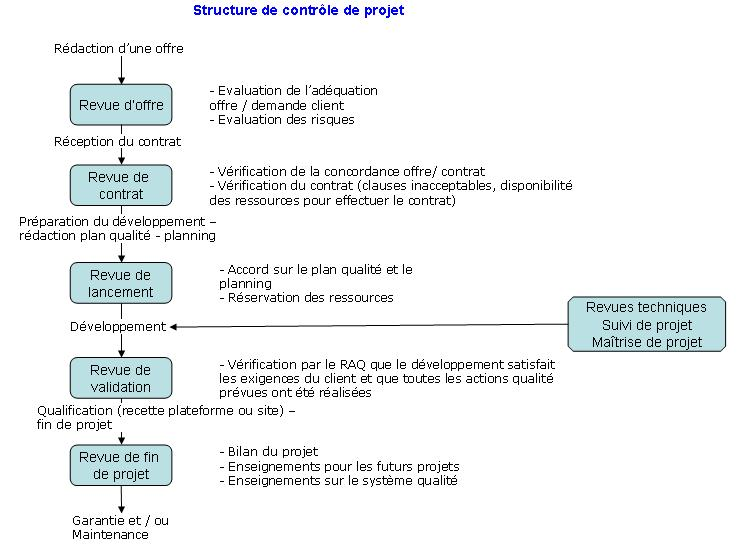 Structure de contrôle de projet
Rédaction d’une offre
Revue d'offre
- Evaluation de l’adéquation
offre / demande client
- Evaluation des risques
Réception du contrat
Revue de
contrat
- Vérification de la concordance offre/ contrat
- Vérification du contrat (clauses inacceptables, disponibilité
des ressources pour effectuer le contrat)
Préparation du développement –
rédaction plan qualité - planning
Revue de
lancement
- Accord sur le plan qualité et le
planning
- Réservation des ressources
Revues techniques
Suivi de projet
Maîtrise de projet
Développement
Revue de
validation
- Vérification par le RAQ que le développement satisfait
les exigences du client et que toutes les actions qualité
prévues ont été réalisées
Qualification (recette plateforme ou site) –
fin de projet
Revue de fin
de projet
- Bilan du projet
- Enseignements pour les futurs projets
- Enseignements sur le système qualité
Garantie et / ou
Maintenance